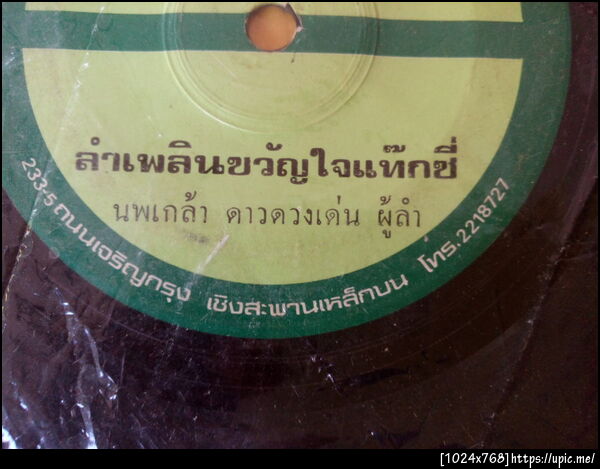 ลำเพลินขวัญใจแท๊กซี่
นพเกล้า ดาวดวงเด่น ผู้ลำ
233-5 ถนนเจริญกรุง เชิงสะพานเหล็กบน โทร.2218727
[1024x768]https://upic.me/